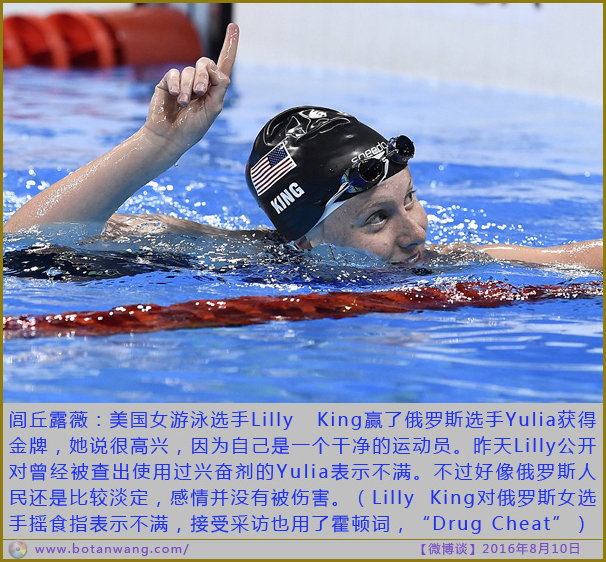 speedo
KING
闾丘露薇：美国女游泳选手Lilly King赢了俄罗斯选手Yulia获得
金牌，她说很高兴，因为自己是一个干净的运动员。昨天Lilly公开
对曾经被查出使用过兴奋剂的Yulia表示不满。不过好像俄罗斯人
民还是比较淡定，感情并没有被伤害。（Lilly King对俄罗斯女选
手摇食指表示不满，接受采访也用了霍顿词，“Drug Cheat”）
www.botanwang.com/ 【微博谈】2016年8月10日